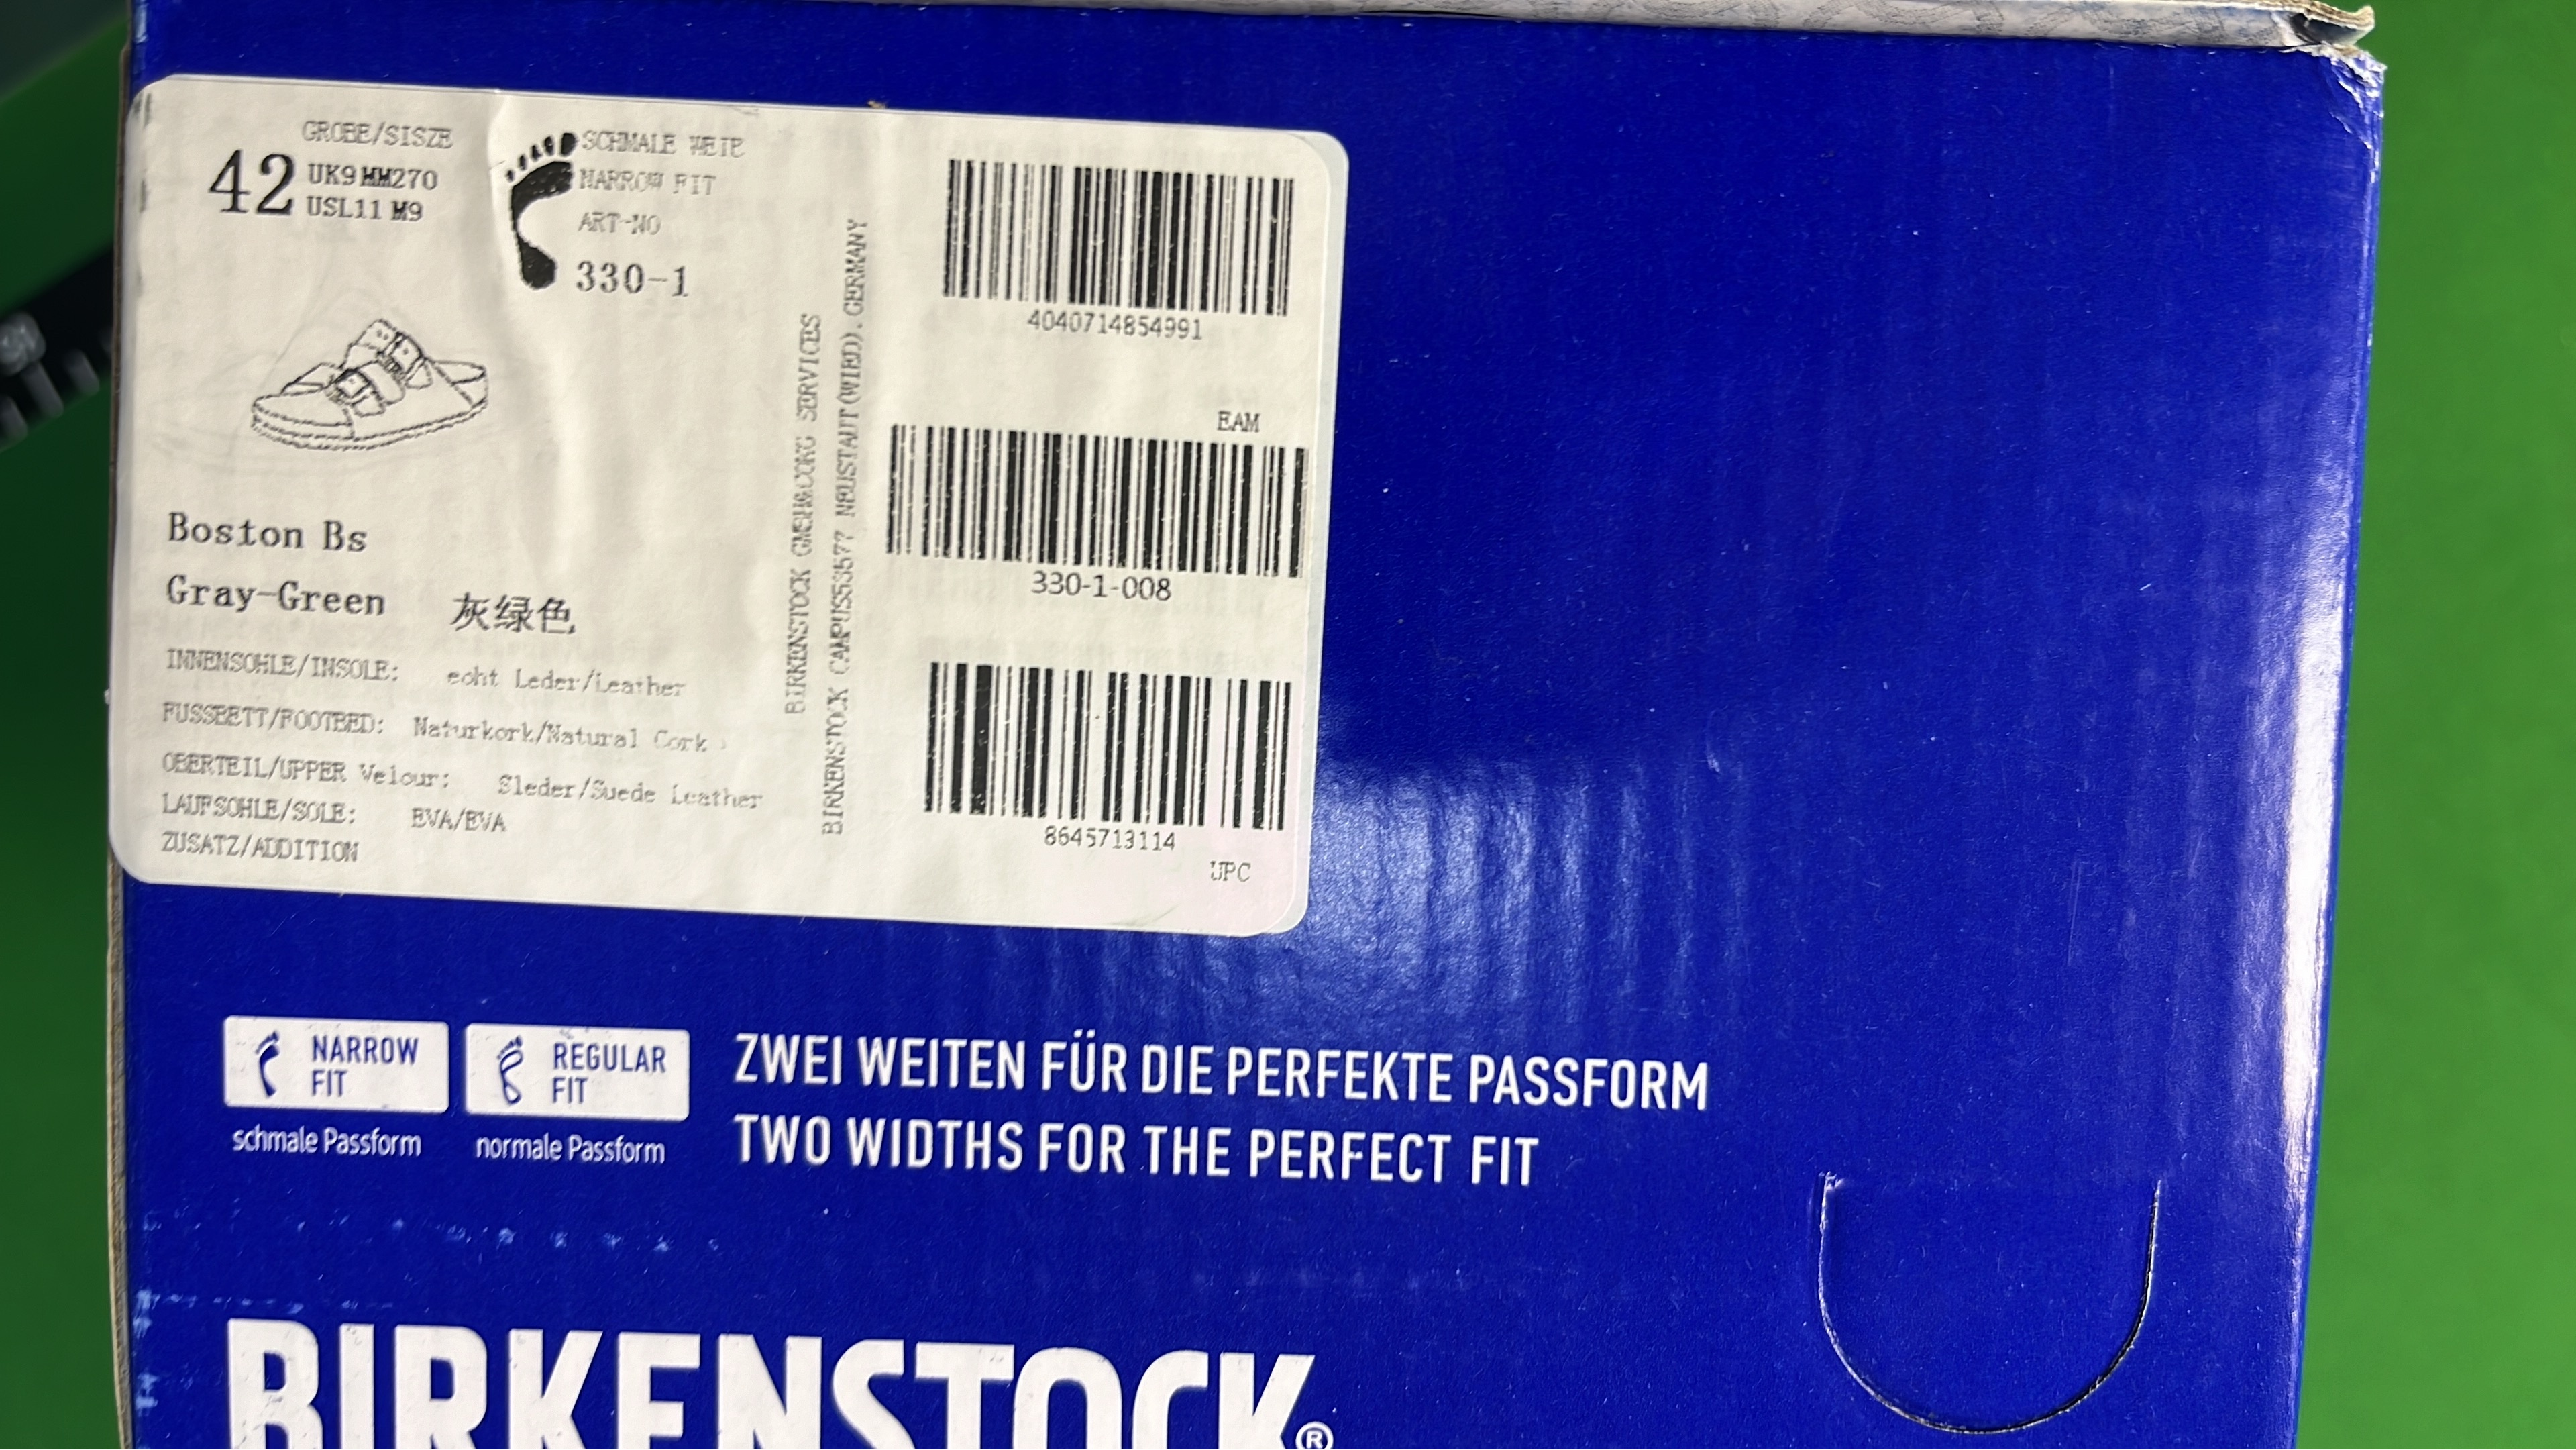 GROBE/SISZE
42
UK9 MM270
USL11 M9
SCHMALE WEIE
NARROW FIT
ART-NO
330-1
Boston Bs
Gray-Green 灰绿色
INNENSOHLE/INSOLE: echt Leder/Leather
FUSSBETT/FOOTBED: Naturkork/Natural Cork
OBERTEIL/UPPER Velour: Sleder/Suede Leather
LAUFSOHLE/SOLE: EVA/EVA
ZUSATZ/ADDITION
BIRKENSTOCK SERVICES
BIRKENSTOCK CAMPUS53577 NEUSTAUT(WIED).GERMANY
4040714854991
EAM
330-1-008
8645713114
UPC
NARROW FIT
schmale Passform
REGULAR FIT
normale Passform
ZWEI WEITEN FÜR DIE PERFEKTE PASSFORM
TWO WIDTHS FOR THE PERFECT FIT
BIRKENSTOCK®